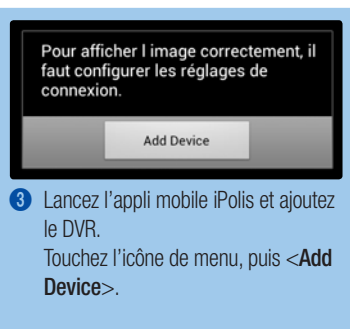 Pour afficher l image correctement, il
faut configurer les réglages de
connexion.
Add Device
3 Lancez l'appli mobile iPolis et ajoutez
le DVR.
Touchez l'icône de menu, puis <Add
Device>.